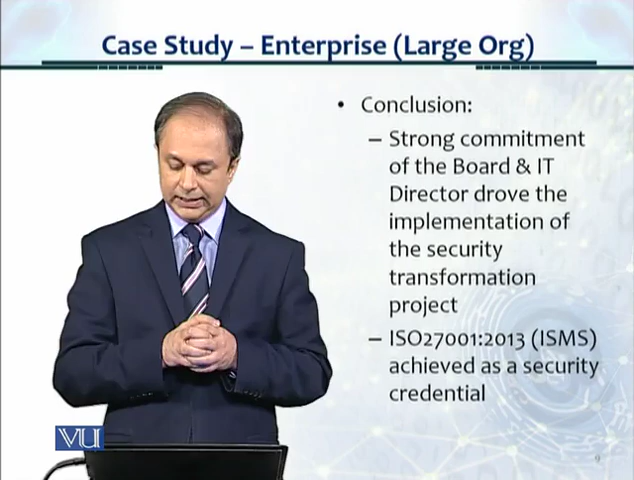 Case Study – Enterprise (Large Org)
• Conclusion:
– Strong commitment
of the Board & IT
Director drove the
implementation of
the security
transformation
project
– ISO27001:2013 (ISMS)
achieved as a security
credential
VU
9